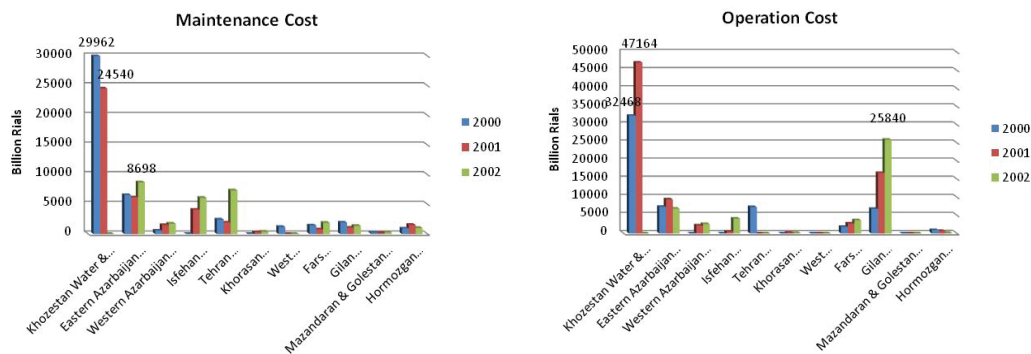 Maintenance Cost
29962
24540
8698
30000
25000
20000
15000
10000
5000
0
Billion Rials
2000
2001
2002
Khozestan Water &...
Eastern Azarbaijan...
Western Azarbaijan...
Isfehan...
Tehran...
Khorasan...
West...
Fars...
Gilan...
Mazandaran & Golestan...
Hormozgan...
Operation Cost
47164
32468
25840
50000
45000
40000
35000
30000
25000
20000
15000
10000
5000
0
Billion Rials
2000
2001
2002
Khozestan Water &...
Eastern Azarbaijan...
Western Azarbaijan...
Isfehan...
Tehran...
Khorasan...
West...
Fars...
Gilan...
Mazandaran & Golestan...
Hormozgan...